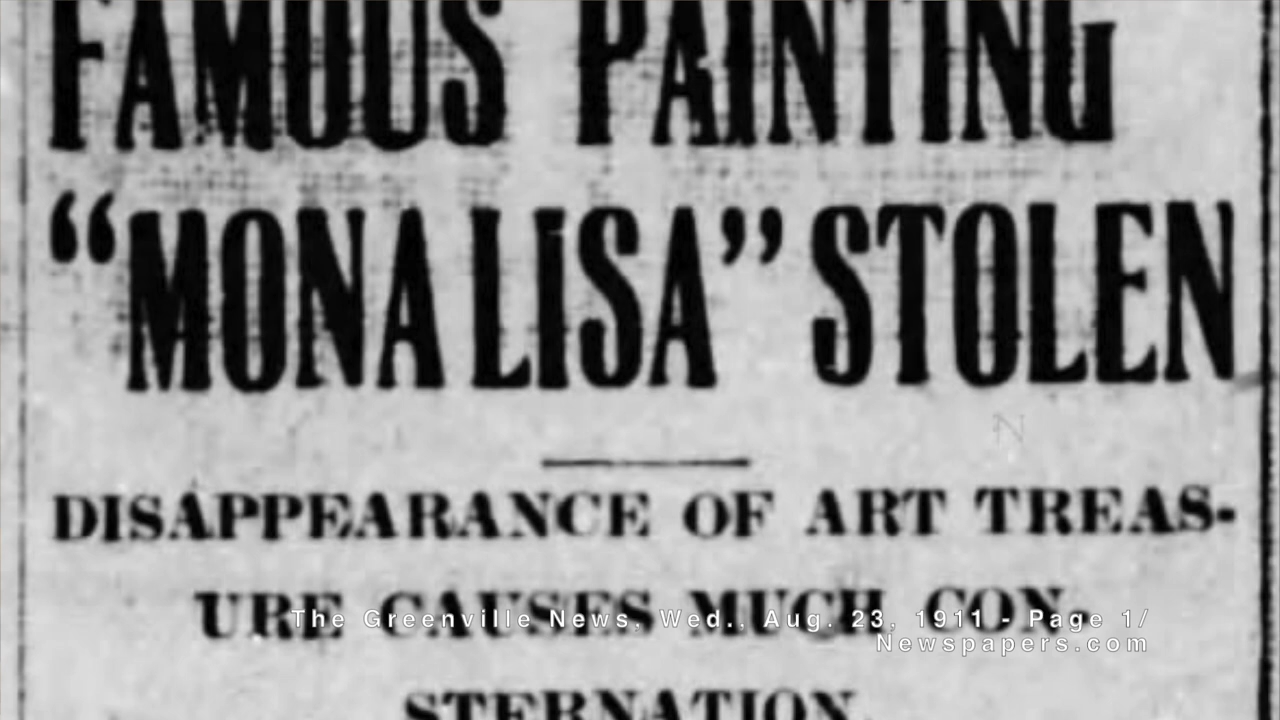 FAMOUS PAINTING
“MONA LISA” STOLEN
DISAPPEARANCE OF ART TREAS-
URE CAUSES MUCH CON-
STERNATION.
The Greenville News, Wed., Aug. 23, 1911 - Page 1/
Newspapers.com